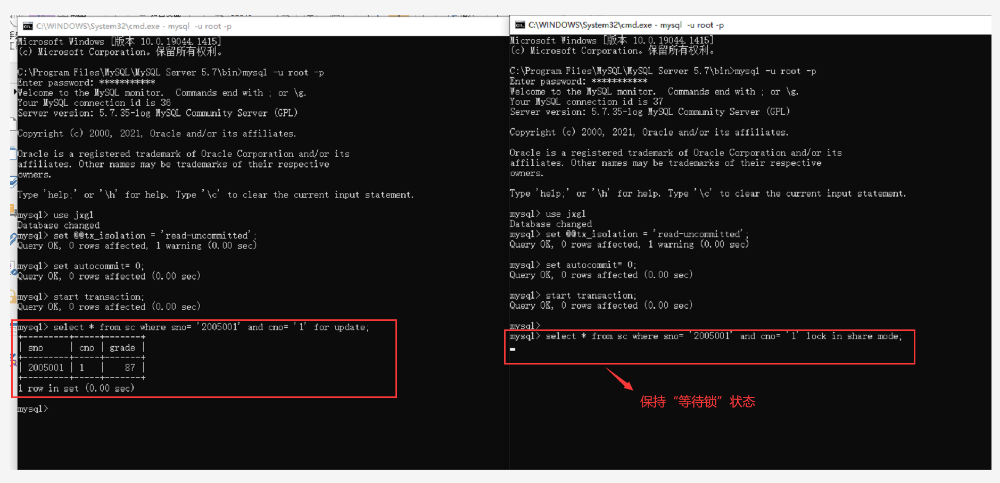 C:\WINDOWS\System32\cmd.exe - mysql  -u root -p
Microsoft Windows [版本 10.0.19044.1415]
(c) Microsoft Corporation。保留所有权利。
C:\Program Files\MySQL\MySQL Server 5.7\bin>mysql -u root -p
Enter password: ***********
Welcome to the MySQL monitor.  Commands end with ; or \g.
Your MySQL connection id is 36
Server version: 5.7.35-log MySQL Community Server (GPL)
Copyright (c) 2000, 2021, Oracle and/or its affiliates.
Oracle is a registered trademark of Oracle Corporation and/or its
affiliates. Other names may be trademarks of their respective
owners.
Type 'help;' or '\h' for help. Type '\c' to clear the current input statement.
mysql> use jxgl
Database changed
mysql> set @@tx_isolation = 'read-uncommitted';
Query OK, 0 rows affected, 1 warning (0.00 sec)
mysql> set autocommit= 0;
Query OK, 0 rows affected (0.00 sec)
mysql> start transaction;
Query OK, 0 rows affected (0.00 sec)
mysql> select * from sc where sno= '2005001' and cno= '1' for update;
+---------+-----+-------+
| sno     | cno | grade |
+---------+-----+-------+
| 2005001 | 1   |    87 |
+---------+-----+-------+
1 row in set (0.00 sec)
mysql>
C:\WINDOWS\System32\cmd.exe - mysql  -u root -p
Microsoft Windows [版本 10.0.19044.1415]
(c) Microsoft Corporation。保留所有权利。
C:\Program Files\MySQL\MySQL Server 5.7\bin>mysql -u root -p
Enter password: ***********
Welcome to the MySQL monitor.  Commands end with ; or \g.
Your MySQL connection id is 37
Server version: 5.7.35-log MySQL Community Server (GPL)
Copyright (c) 2000, 2021, Oracle and/or its affiliates.
Oracle is a registered trademark of Oracle Corporation and/or its
affiliates. Other names may be trademarks of their respective
owners.
Type 'help;' or '\h' for help. Type '\c' to clear the current input statement.
mysql> use jxgl
Database changed
mysql> set @@tx_isolation = 'read-uncommitted';
Query OK, 0 rows affected, 1 warning (0.00 sec)
mysql> set autocommit= 0;
Query OK, 0 rows affected (0.00 sec)
mysql> start transaction;
Query OK, 0 rows affected (0.00 sec)
mysql>
mysql> select * from sc where sno= '2005001' and cno= '1' lock in share mode;
保持“等待锁”状态